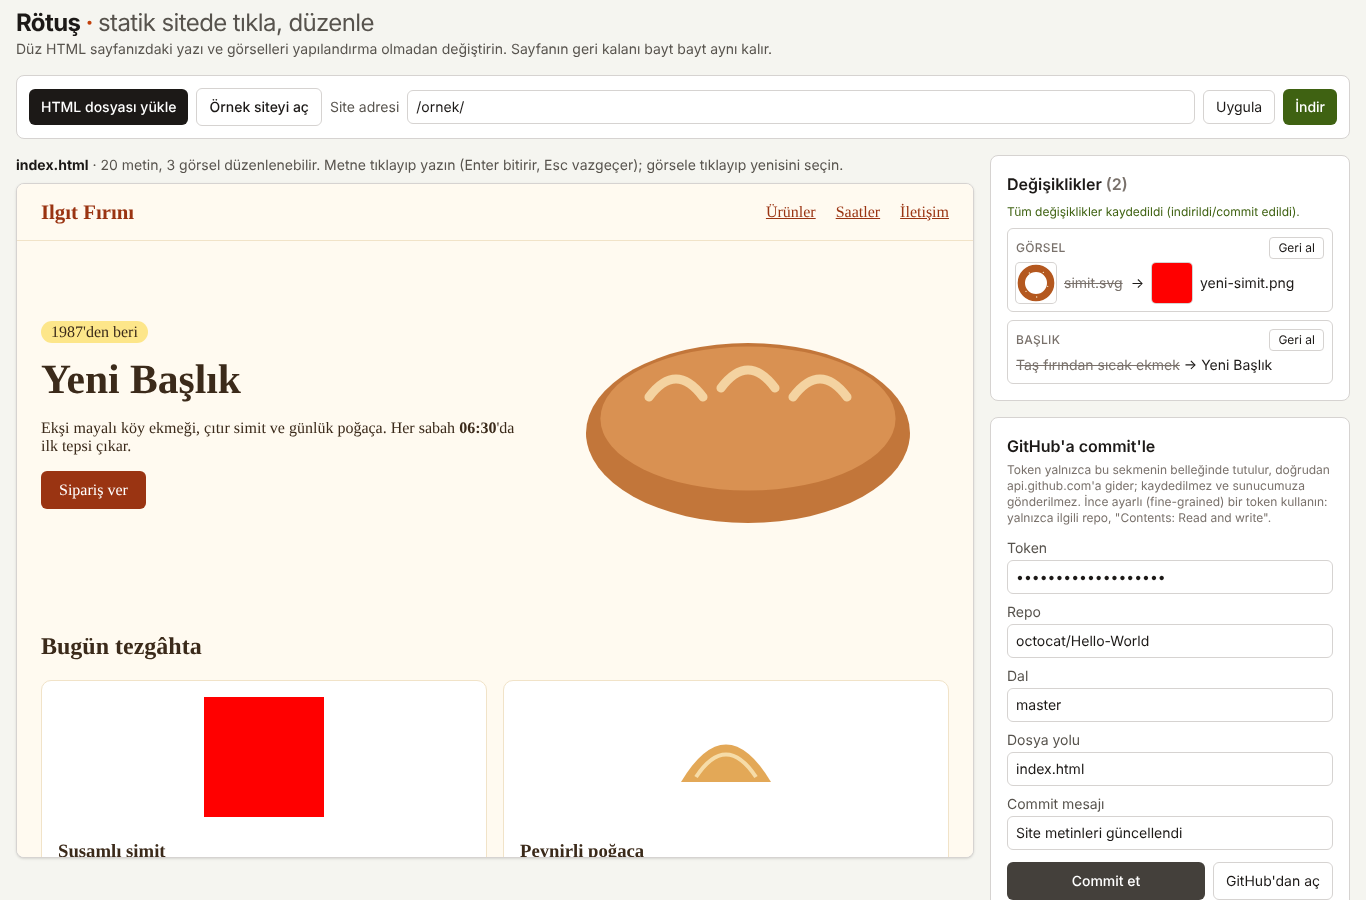 Rötuş · statik sitede tıkla, düzenle
Düz HTML sayfanızdaki yazı ve görselleri yapılandırma olmadan değiştirin. Sayfanın geri kalanı bayt bayt aynı kalır.
HTML dosyası yükle
Örnek siteyi aç
Site adresi
/ornek/
Uygula
İndir
index.html · 20 metin, 3 görsel düzenlenebilir. Metne tıklayıp yazın (Enter bitirir, Esc vazgeçer); görsele tıklayıp yenisini seçin.
Ilgıt Fırını
Ürünler
Saatler
İletişim
1987'den beri
Yeni Başlık
Ekşi mayalı köy ekmeği, çıtır simit ve günlük poğaça. Her sabah 06:30'da
ilk tepsi çıkar.
Sipariş ver
Bugün tezgâhta
Susamlı simit
Peynirli poğaça
Değişiklikler (2)
Tüm değişiklikler kaydedildi (indirildi/commit edildi).
GÖRSEL
Geri al
simit.svg → yeni-simit.png
BAŞLIK
Geri al
Taş fırından sıcak ekmek → Yeni Başlık
GitHub'a commit'le
Token yalnızca bu sekmenin belleğinde tutulur, doğrudan
api.github.com'a gider; kaydedilmez ve sunucumuza
gönderilmez. İnce ayarlı (fine-grained) bir token kullanın:
yalnızca ilgili repo, "Contents: Read and write".
Token
•••••••••••••••••••
Repo
octocat/Hello-World
Dal
master
Dosya yolu
index.html
Commit mesajı
Site metinleri güncellendi
Commit et
GitHub'dan aç